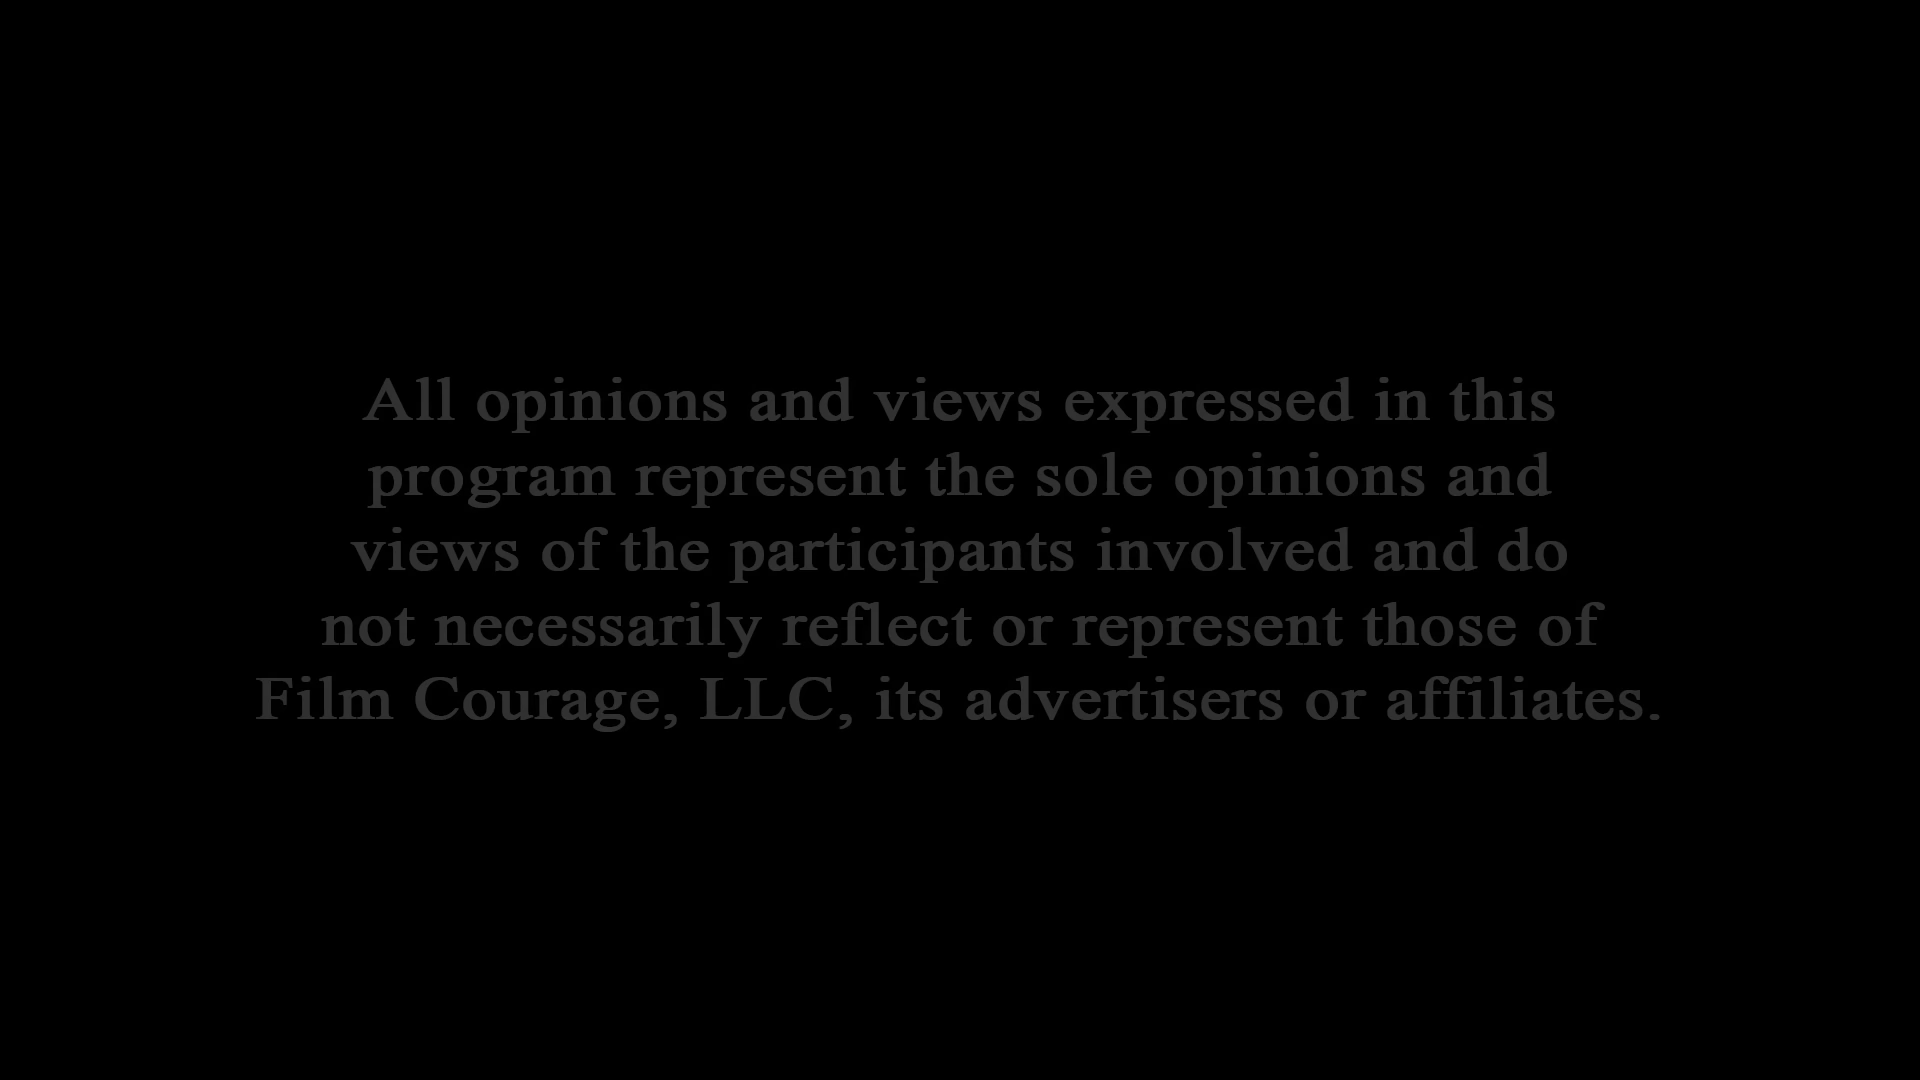 All opinions and views expressed in this
program represent the sole opinions and
views of the participants involved and do
not necessarily reflect or represent those of
Film Courage, LLC, its advertisers or affiliates.